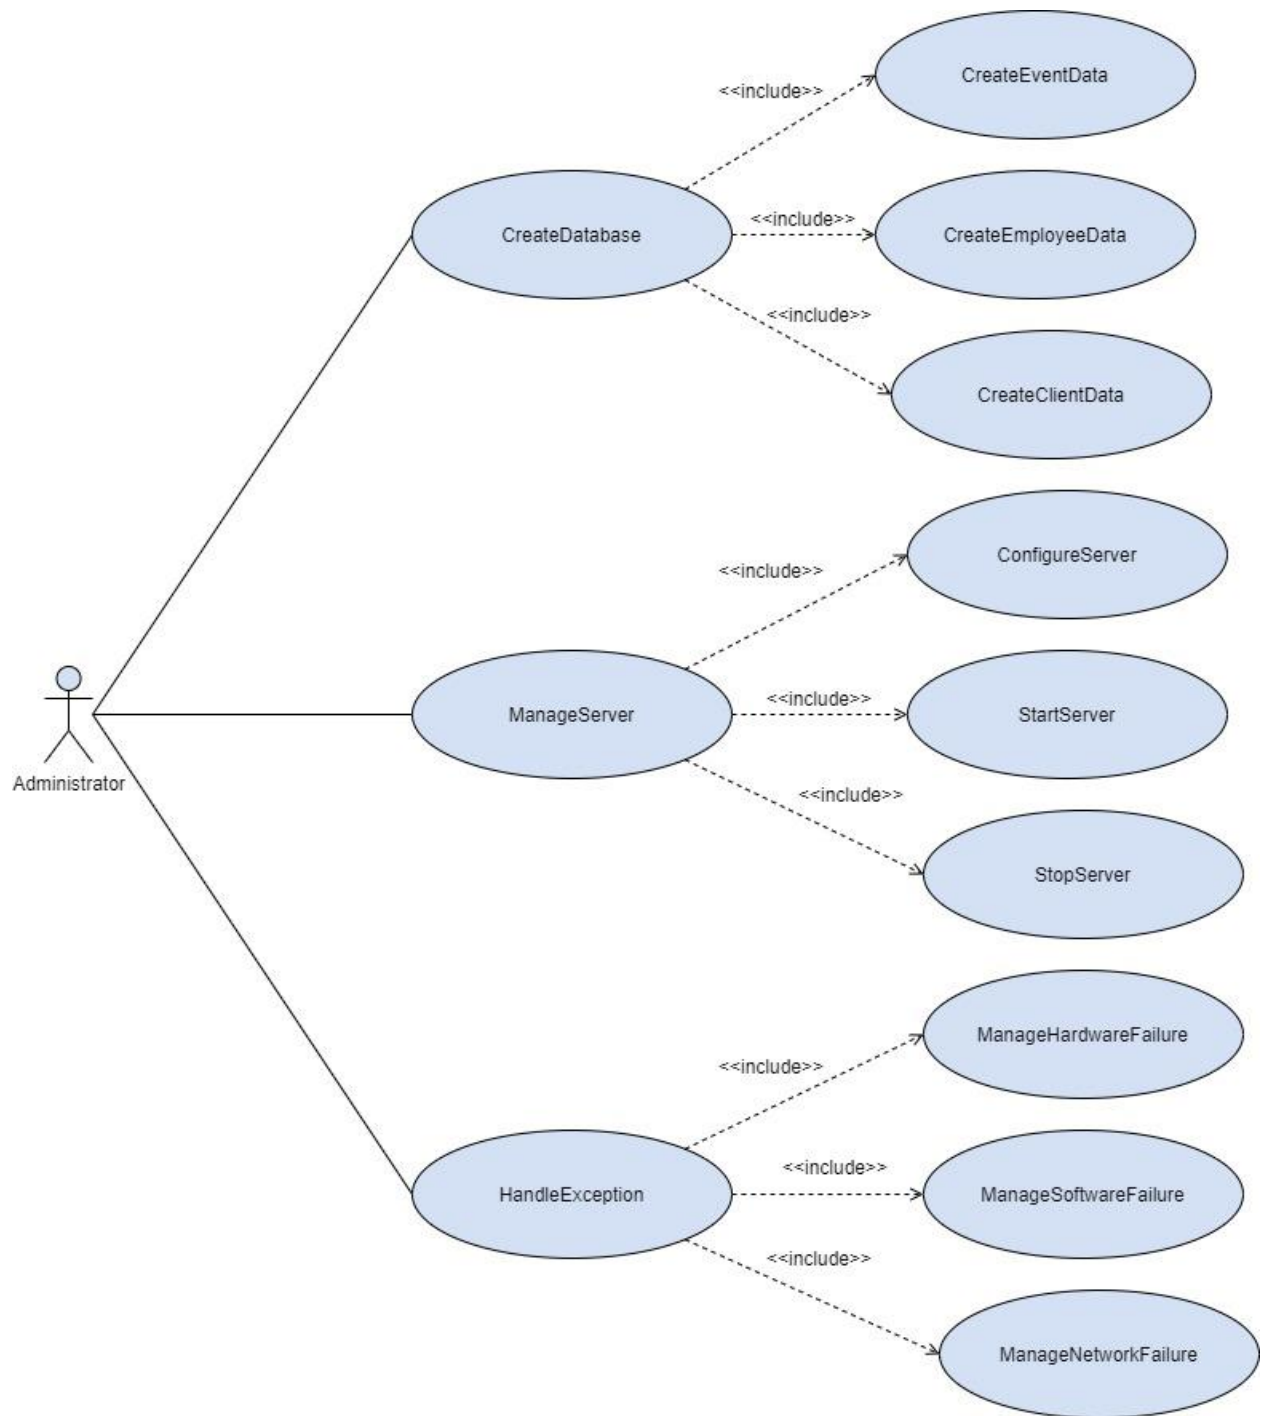 CreateEventData
<<include>>
<<include>>
CreateDatabase
CreateEmployeeData
<<include>>
CreateClientData
ConfigureServer
<<include>>
<<include>>
ManageServer
StartServer
Administrator
<<include>>
StopServer
ManageHardwareFailure
<<include>>
<<include>>
HandleException
ManageSoftwareFailure
<<include>>
ManageNetworkFailure